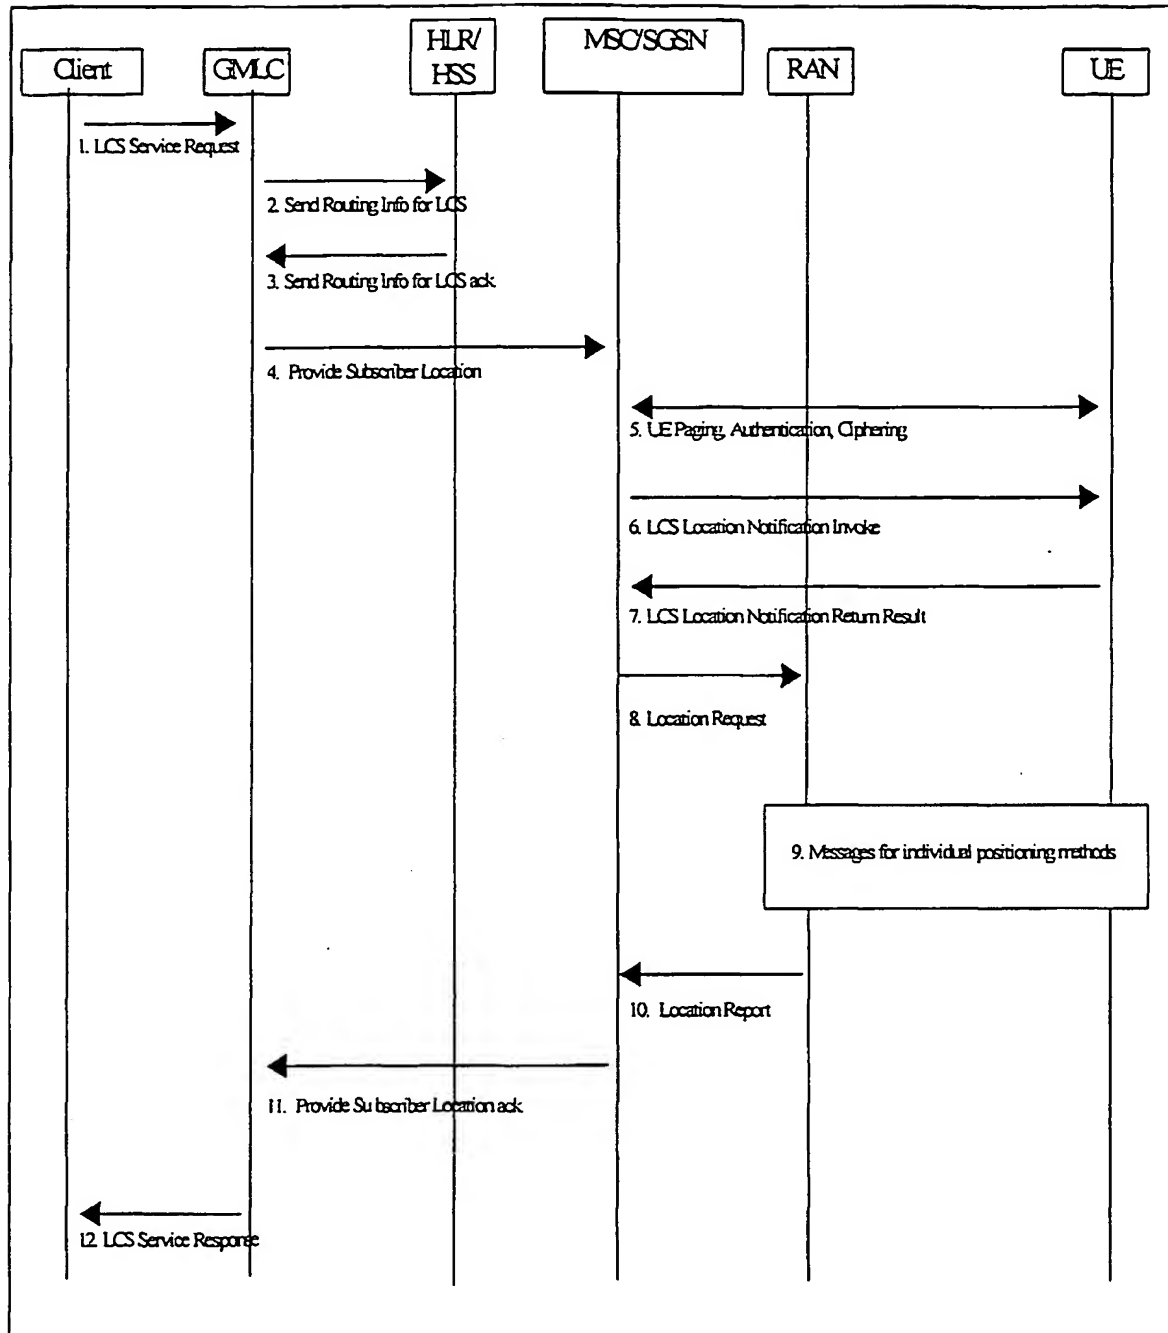 Client
GMLC
HLR/
HSS
MSC/SGSN
RAN
UE
1. LCS Service Request
2. Send Routing Info for LCS
3. Send Routing Info for LCS ack
4. Provide Subscriber Location
5. UE Paging, Authentication, Ciphering
6. LCS Location Notification Invoke
7. LCS Location Notification Return Result
8. Location Request
9. Messages for individual positioning methods
10. Location Report
11. Provide Subscriber Location ack
12. LCS Service Response